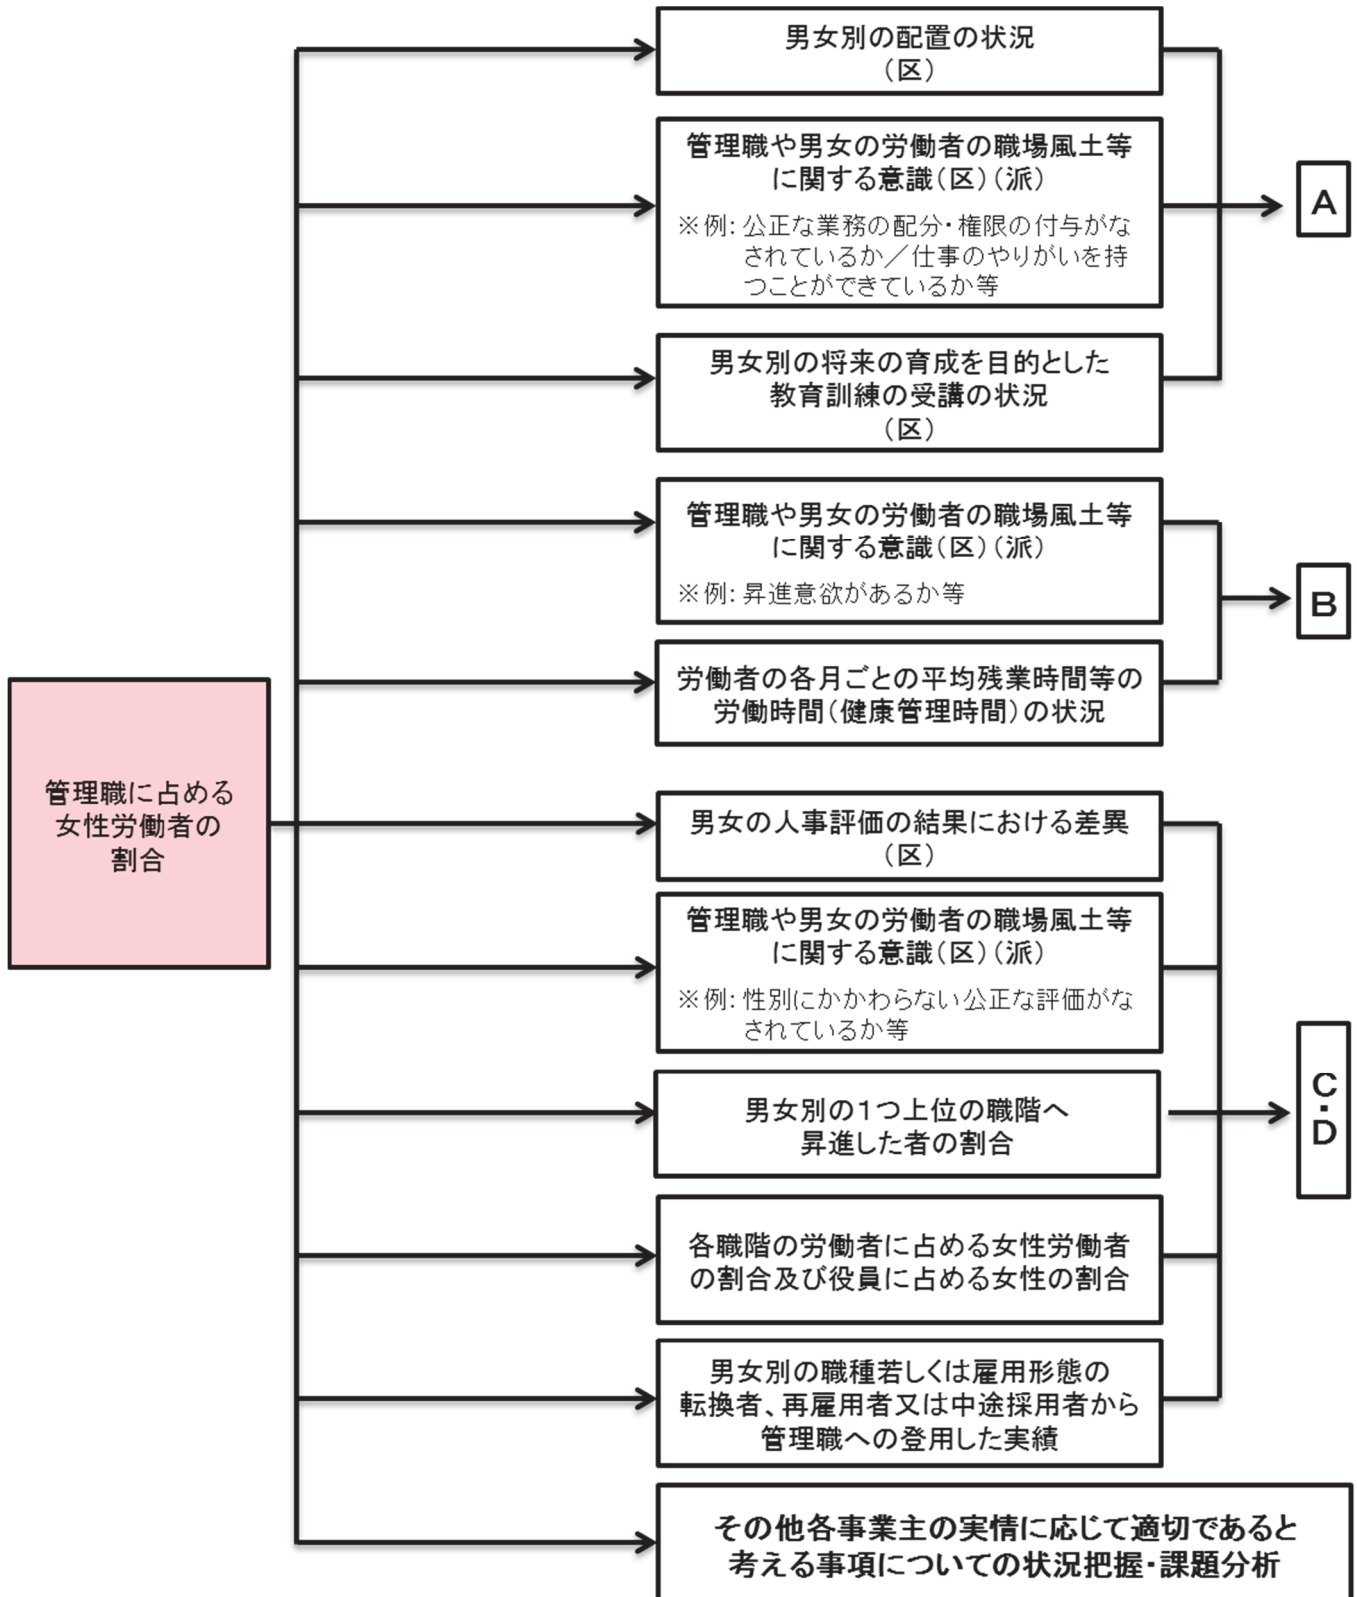 男女別の配置の状況
（区）
管理職や男女の労働者の職場風土等
に関する意識（区）（派）
※例：公正な業務の配分・権限の付与がな
されているか／仕事のやりがいを持
つことができているか等
A
男女別の将来の育成を目的とした
教育訓練の受講の状況
（区）
管理職や男女の労働者の職場風土等
に関する意識（区）（派）
※例：昇進意欲があるか等
B
労働者の各月ごとの平均残業時間等の
労働時間（健康管理時間）の状況
管理職に占める
女性労働者の
割合
男女の人事評価の結果における差異
（区）
管理職や男女の労働者の職場風土等
に関する意識（区）（派）
※例：性別にかかわらない公正な評価がな
されているか等
男女別の１つ上位の職階へ
昇進した者の割合
C・D
各職階の労働者に占める女性労働者
の割合及び役員に占める女性の割合
男女別の職種若しくは雇用形態の
転換者、再雇用者又は中途採用者から
管理職への登用した実績
その他各事業主の実情に応じて適切であると
考える事項についての状況把握・課題分析